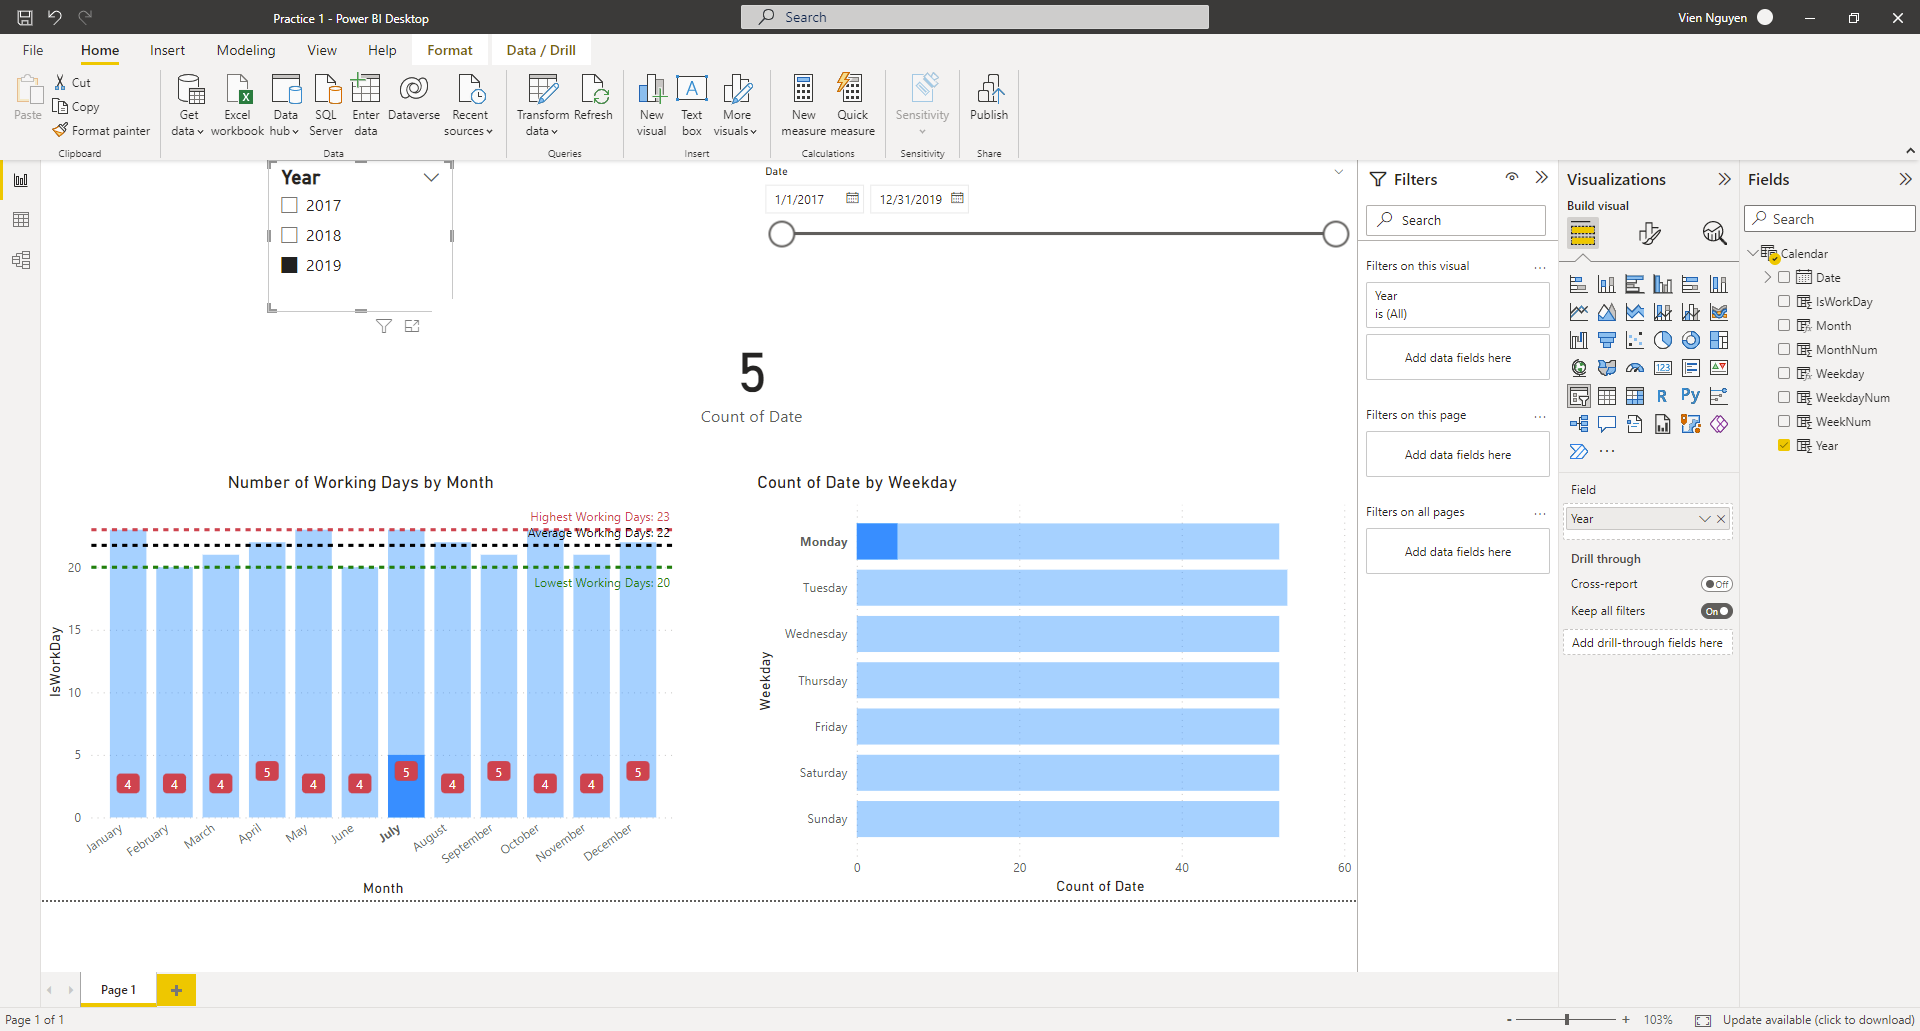 Practice 1 - Power BI Desktop
Search
Vien Nguyen
File
Home
Insert
Modeling
View
Help
Format
Data / Drill
Paste
Cut
Copy
Format painter
Clipboard
Get data
Excel workbook
Data hub
SQL Server
Enter data
Dataverse
Recent sources
Data
Transform data
Refresh
Queries
New visual
Text box
More visuals
Insert
New measure
Quick measure
Calculations
Sensitivity
Sensitivity
Publish
Share
Year
2017
2018
2019
Date
1/1/2017
12/31/2019
5
Count of Date
Number of Working Days by Month
Highest Working Days: 23
Average Working Days: 22
Lowest Working Days: 20
IsWorkDay
20
15
10
5
0
4
4
4
5
4
4
5
4
5
4
4
5
January
February
March
April
May
June
July
August
September
October
November
December
Month
Count of Date by Weekday
Weekday
Monday
Tuesday
Wednesday
Thursday
Friday
Saturday
Sunday
0
20
40
60
Count of Date
Filters
Search
Filters on this visual
...
Year
is (All)
Add data fields here
Filters on this page
...
Add data fields here
Filters on all pages
...
Add data fields here
Visualizations
Build visual
123
R
Py
...
Field
Year
Drill through
Cross-report
Off
Keep all filters
On
Add drill-through fields here
Fields
Search
Calendar
Date
IsWorkDay
Month
MonthNum
Weekday
WeekdayNum
WeekNum
Year
Page 1
+
Page 1 of 1
-
+
103%
Update available (click to download)